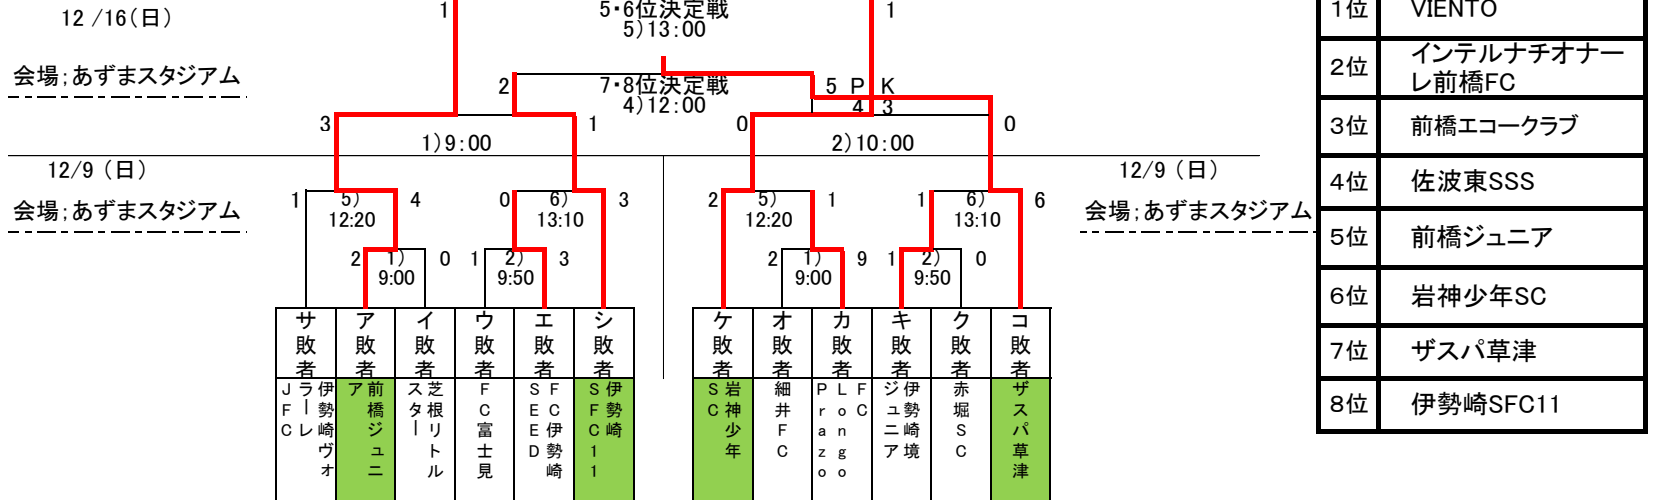 12 /16(日)
会場;あずまスタジアム
1
5・6位決定戦
5)13:00
1
2
7・8位決定戦
4)12:00
5 P K
4 3
3
1
0
0
1)9:00
2)10:00
12/9 (日)
会場;あずまスタジアム
12/9 (日)
会場;あずまスタジアム
1
5)
12:20
4
0
6)
13:10
3
2
5)
12:20
1
1
6)
13:10
6
2
1)
9:00
0
1
2)
9:50
3
2
1)
9:00
9
1
2)
9:50
0
サ敗者
ア敗者
イ敗者
ウ敗者
エ敗者
シ敗者
ケ敗者
オ敗者
カ敗者
キ敗者
ク敗者
コ敗者
伊勢崎ヴォ
ラーレ
JFC
前橋ジュニ
ア
芝根リトル
スター
FC富士見
FC伊勢崎
SEED
伊勢崎
SFC11
岩神少年
SC
細井FC
FC
Longo
Prazo
伊勢崎境
ジュニア
赤堀SC
ザスパ草津
1位 VIENTO
2位 インテルナチオナー
レ前橋FC
3位 前橋エコークラブ
4位 佐波東SSS
5位 前橋ジュニア
6位 岩神少年SC
7位 ザスパ草津
8位 伊勢崎SFC11